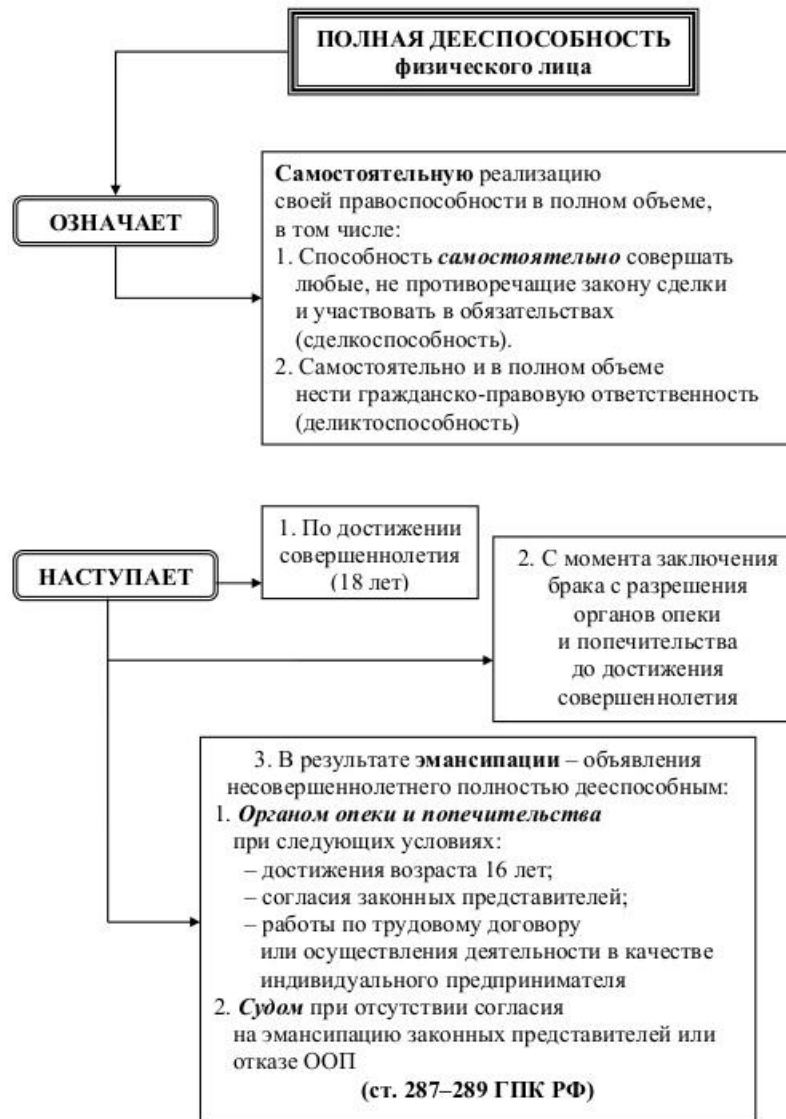 ПОЛНАЯ ДЕЕСПОСОБНОСТЬ
физического лица
ОЗНАЧАЕТ
Самостоятельную реализацию
своей правоспособности в полном объеме,
в том числе:
1. Способность самостоятельно совершать
любые, не противоречащие закону сделки
и участвовать в обязательствах
(сделкоспособность).
2. Самостоятельно и в полном объеме
нести гражданско-правовую ответственность
(деликтоспособность)
НАСТУПАЕТ
1. По достижении
совершеннолетия
(18 лет)
2. С момента заключения
брака с разрешения
органов опеки
и попечительства
до достижения
совершеннолетия
3. В результате эмансипации – объявления
несовершеннолетнего полностью дееспособным:
1. Органом опеки и попечительства
при следующих условиях:
– достижения возраста 16 лет;
– согласия законных представителей;
– работы по трудовому договору
или осуществления деятельности в качестве
индивидуального предпринимателя
2. Судом при отсутствии согласия
на эмансипацию законных представителей или
отказе ООП
(ст. 287–289 ГПК РФ)